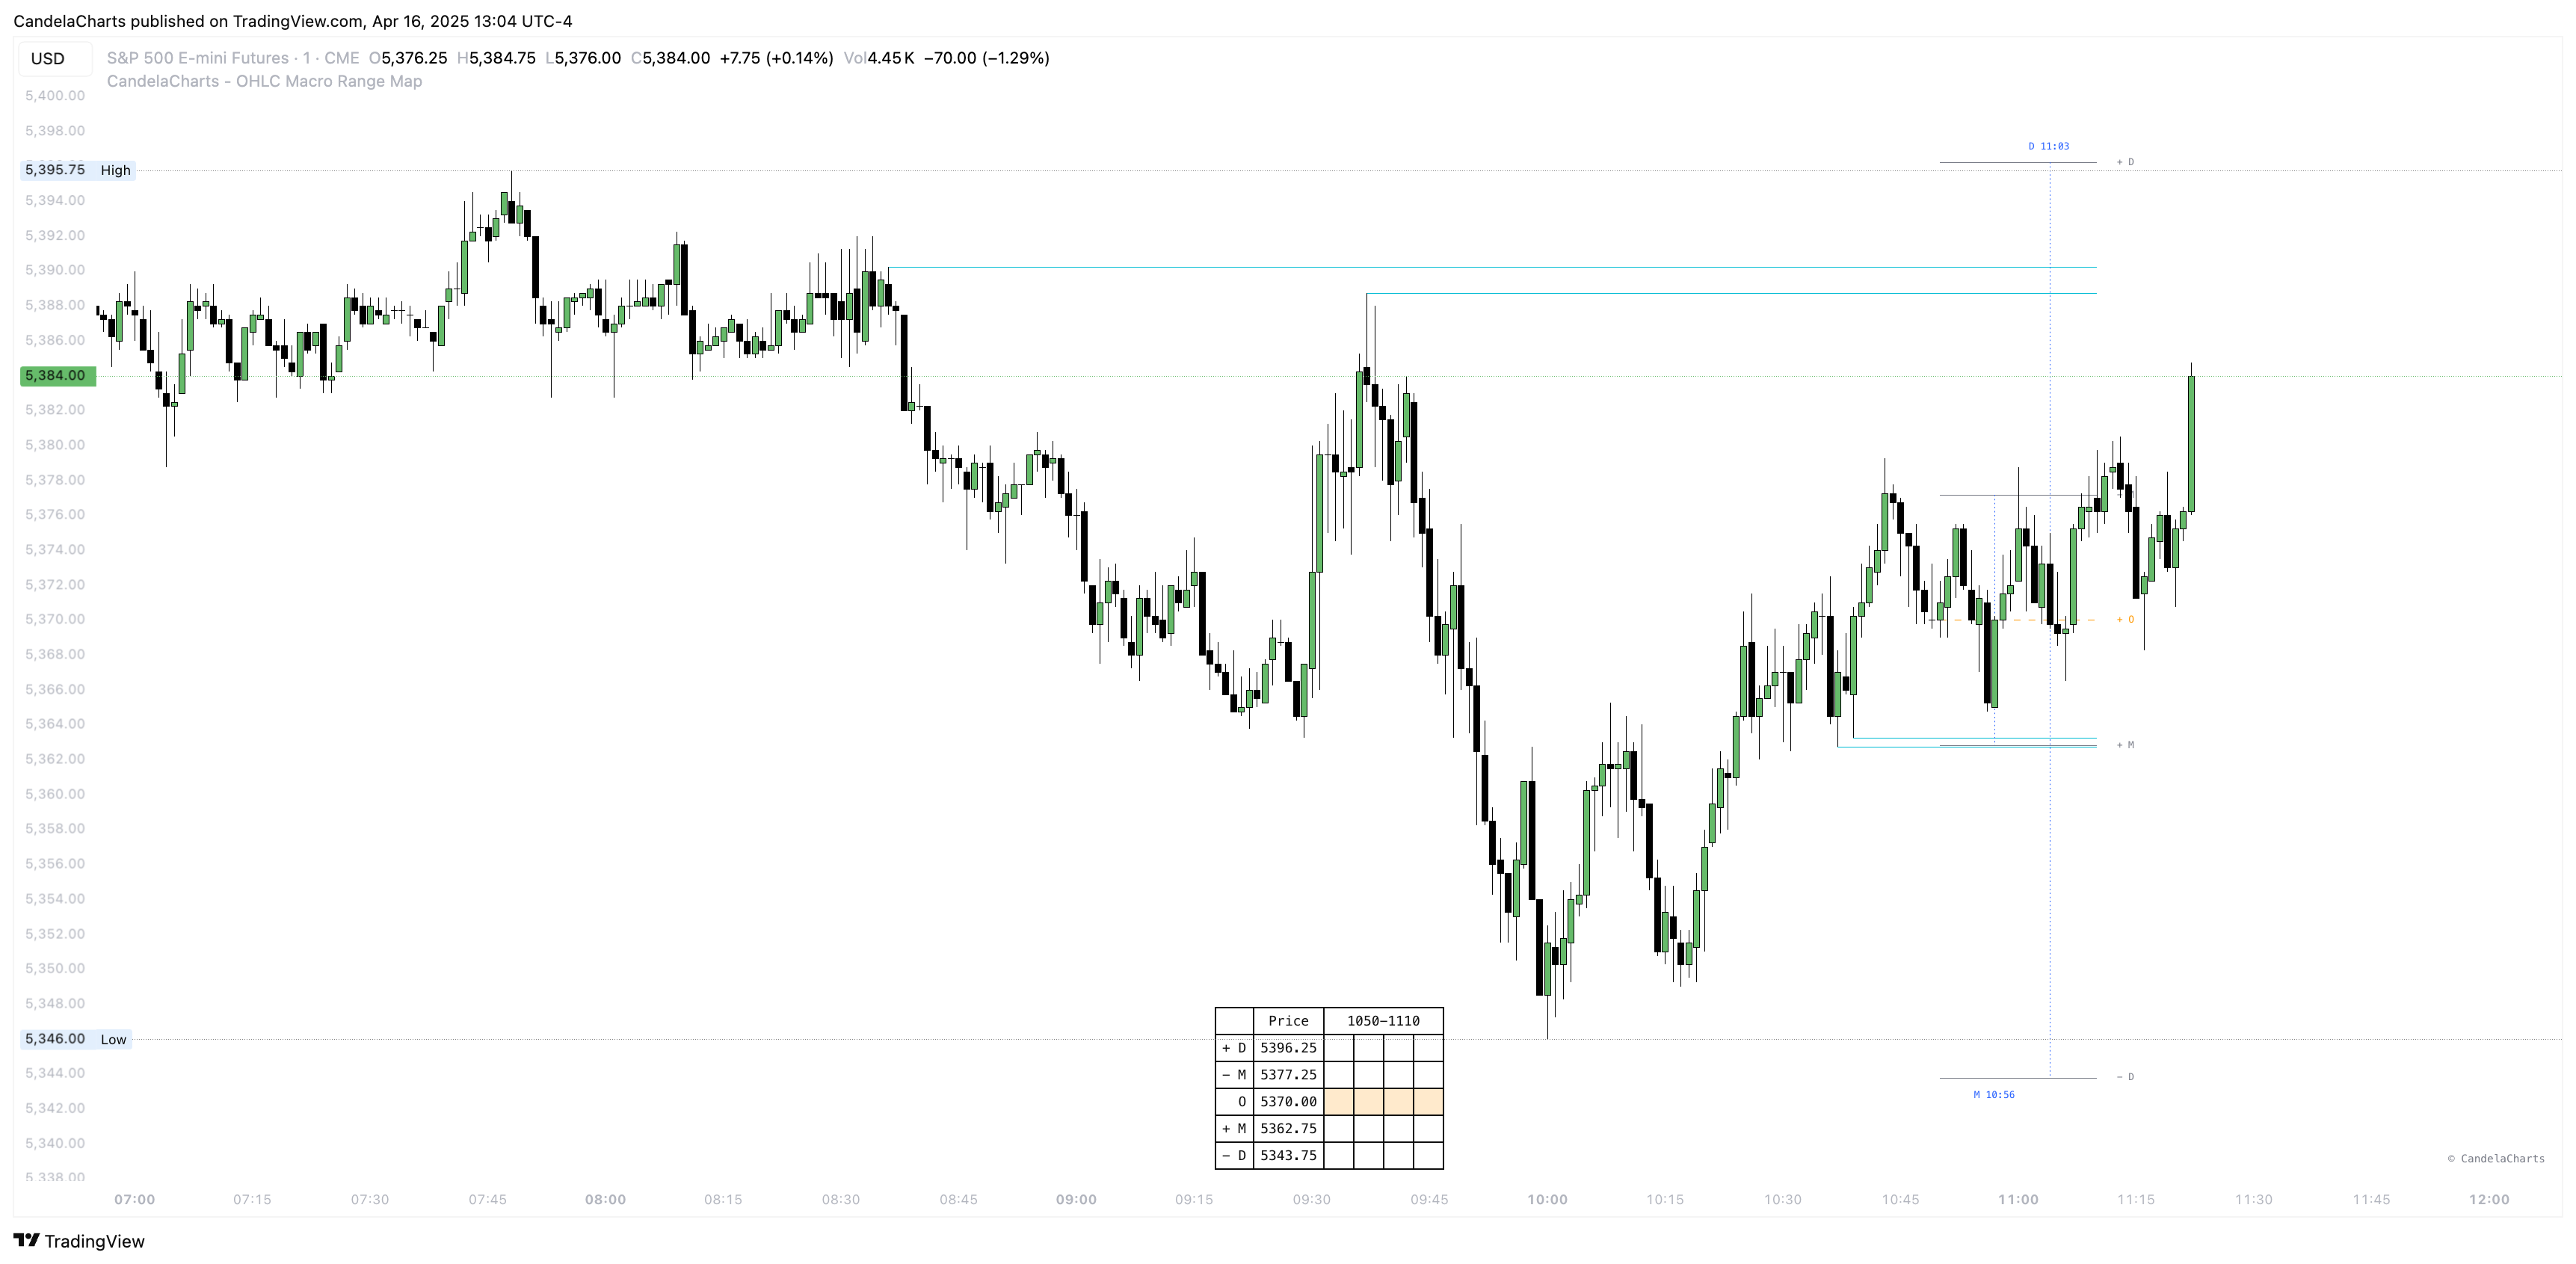 CandelaCharts published on TradingView.com, Apr 16, 2025 13:04 UTC-4
USD
S&P 500 E-mini Futures · 1 · CME O5,376.25 H5,384.75 L5,376.00 C5,384.00 +7.75 (+0.14%) Vol4.45 K −70.00 (−1.29%)
CandelaCharts - OHLC Macro Range Map
5,400.00
5,398.00
D 11:03
+ D
5,395.75 High
5,394.00
5,392.00
5,390.00
5,388.00
5,386.00
5,384.00
5,382.00
5,380.00
5,378.00
5,376.00
5,374.00
5,372.00
5,370.00
+ O
5,368.00
5,366.00
5,364.00
+ M
5,362.00
5,360.00
5,358.00
5,356.00
5,354.00
5,352.00
5,350.00
5,348.00
5,346.00 Low
5,344.00
− D
5,342.00
M 10:56
5,340.00
5,338.00
Price 1050−1110
+ D 5396.25
− M 5377.25
O 5370.00
+ M 5362.75
− D 5343.75
© CandelaCharts
07:00 07:15 07:30 07:45 08:00 08:15 08:30 08:45 09:00 09:15 09:30 09:45 10:00 10:15 10:30 10:45 11:00 11:15 11:30 11:45 12:00
TradingView